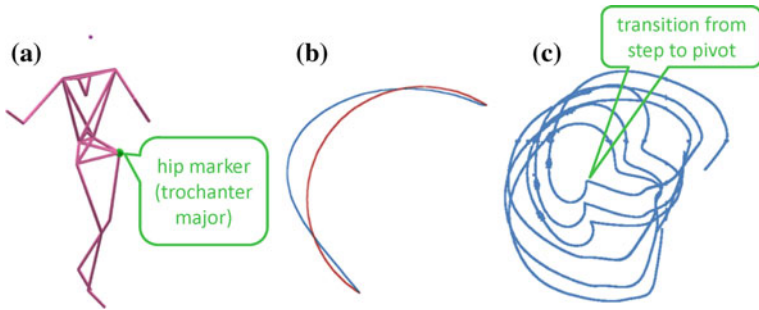 (a)
hip marker
(trochanter
major)
(b)
(c)
transition from
step to pivot